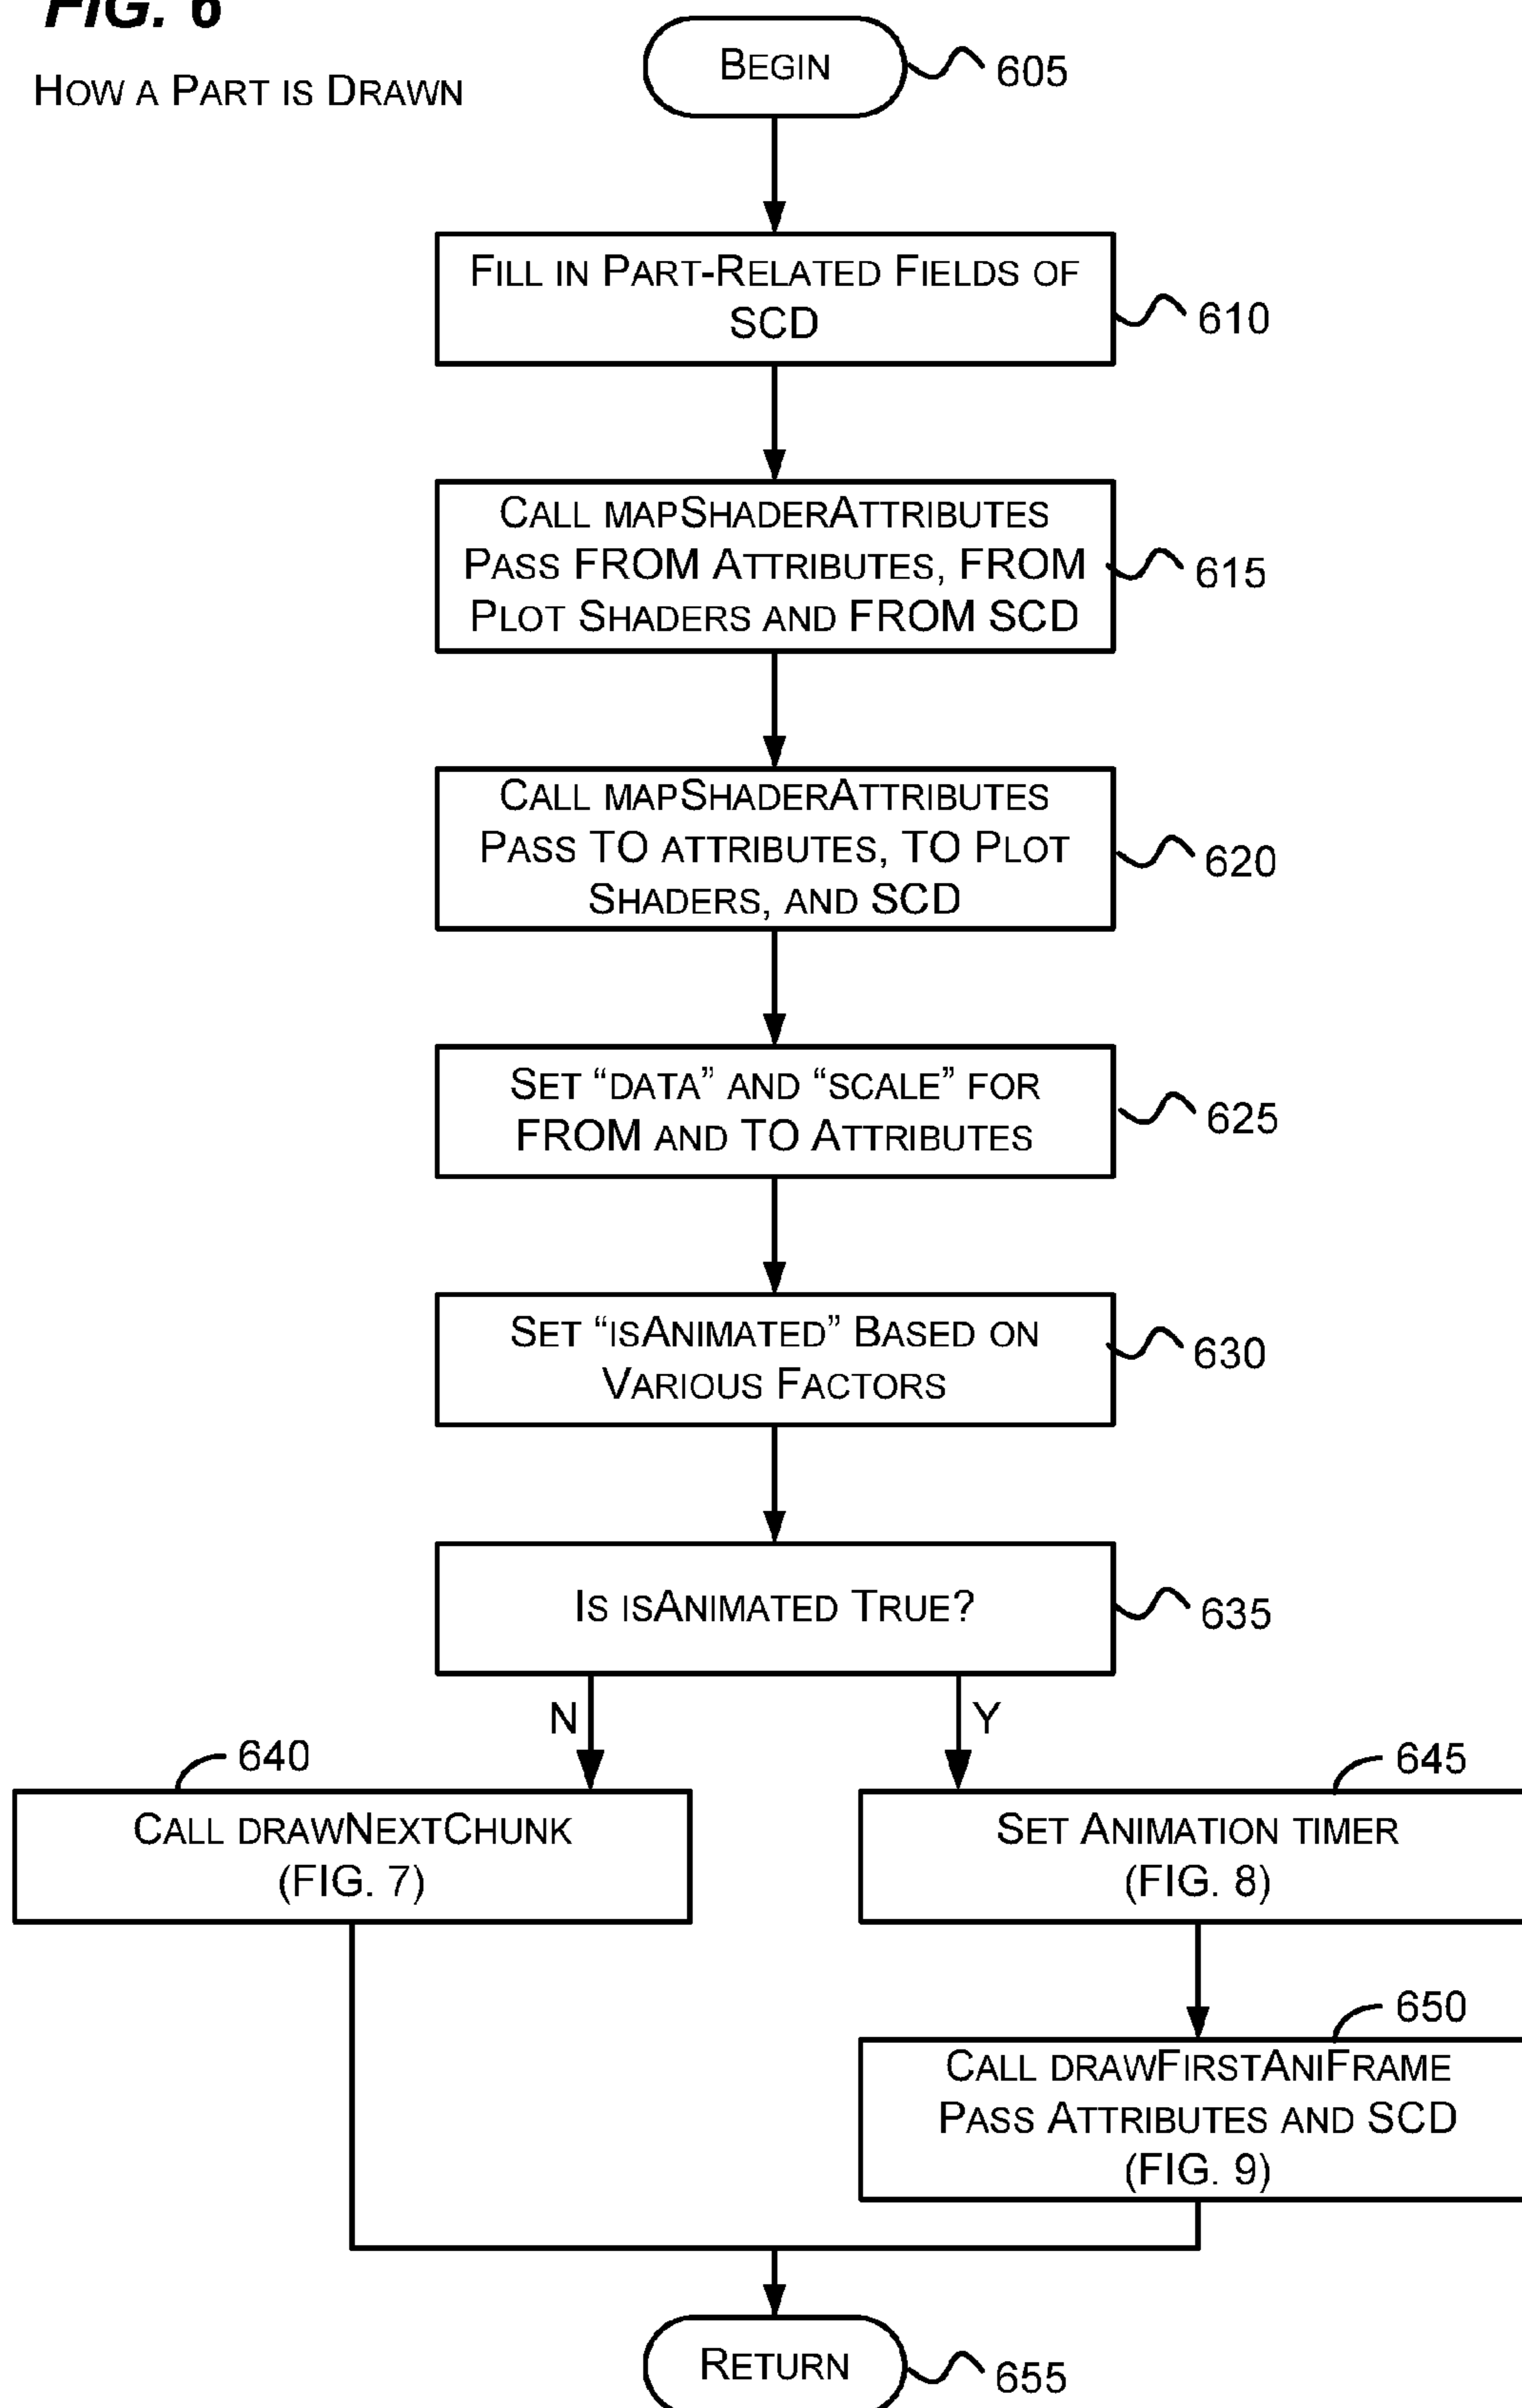 FIG. 6
HOW A PART IS DRAWN
BEGIN
605
FILL IN PART-RELATED FIELDS OF
SCD
610
CALL MAPSHADERATTRIBUTES
PASS FROM ATTRIBUTES, FROM
PLOT SHADERS AND FROM SCD
615
CALL MAPSHADERATTRIBUTES
PASS TO ATTRIBUTES, TO PLOT
SHADERS, AND SCD
620
SET “DATA” AND “SCALE” FOR
FROM AND TO ATTRIBUTES
625
SET “ISANIMATED” BASED ON
VARIOUS FACTORS
630
IS ISANIMATED TRUE?
635
N
Y
640
CALL DRAWNEXTCHUNK
(FIG. 7)
645
SET ANIMATION TIMER
(FIG. 8)
650
CALL DRAWFIRSTANIFRAME
PASS ATTRIBUTES AND SCD
(FIG. 9)
RETURN
655